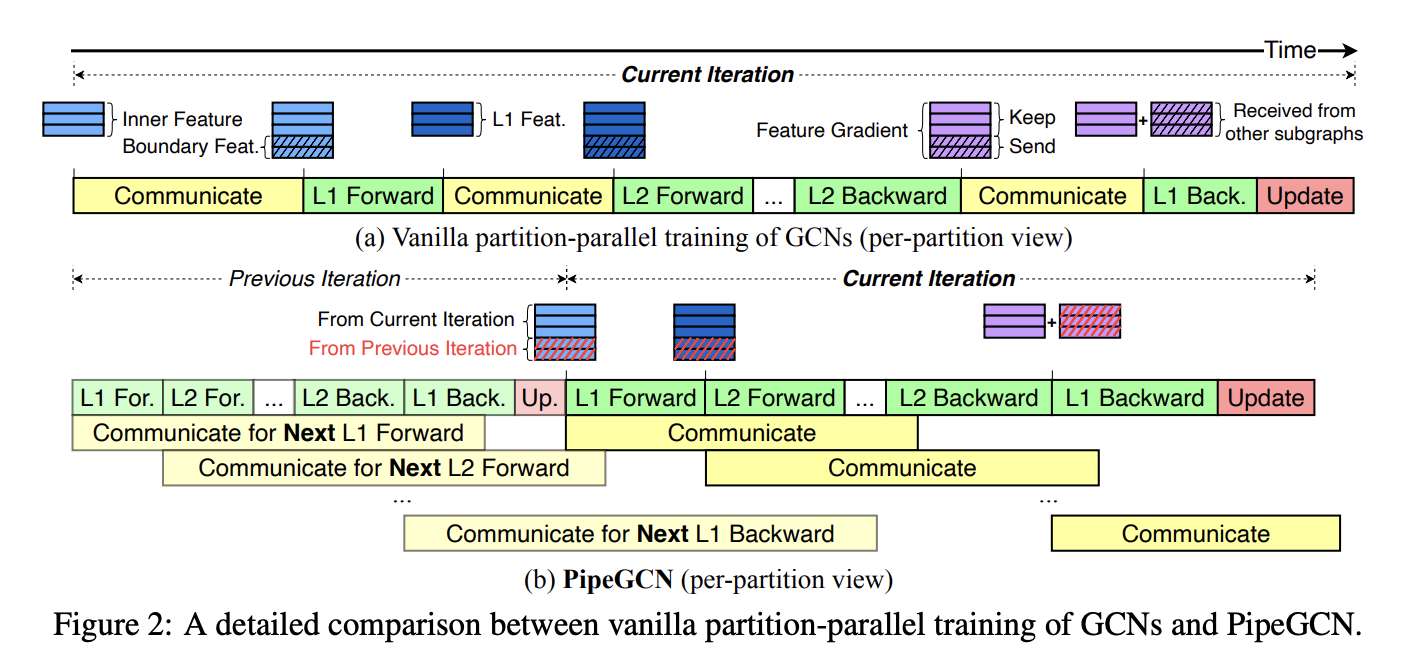 Time
Current Iteration
Inner Feature
Boundary Feat.
L1 Feat.
Feature Gradient
Keep
Send
+
Received from
other subgraphs
Communicate L1 Forward Communicate L2 Forward ... L2 Backward Communicate L1 Back. Update
(a) Vanilla partition-parallel training of GCNs (per-partition view)
Previous Iteration Current Iteration
From Current Iteration
From Previous Iteration
+
L1 For. L2 For. ... L2 Back. L1 Back. Up. L1 Forward L2 Forward ... L2 Backward L1 Backward Update
Communicate for Next L1 Forward Communicate
Communicate for Next L2 Forward Communicate
... ...
Communicate for Next L1 Backward Communicate
(b) PipeGCN (per-partition view)
Figure 2: A detailed comparison between vanilla partition-parallel training of GCNs and PipeGCN.